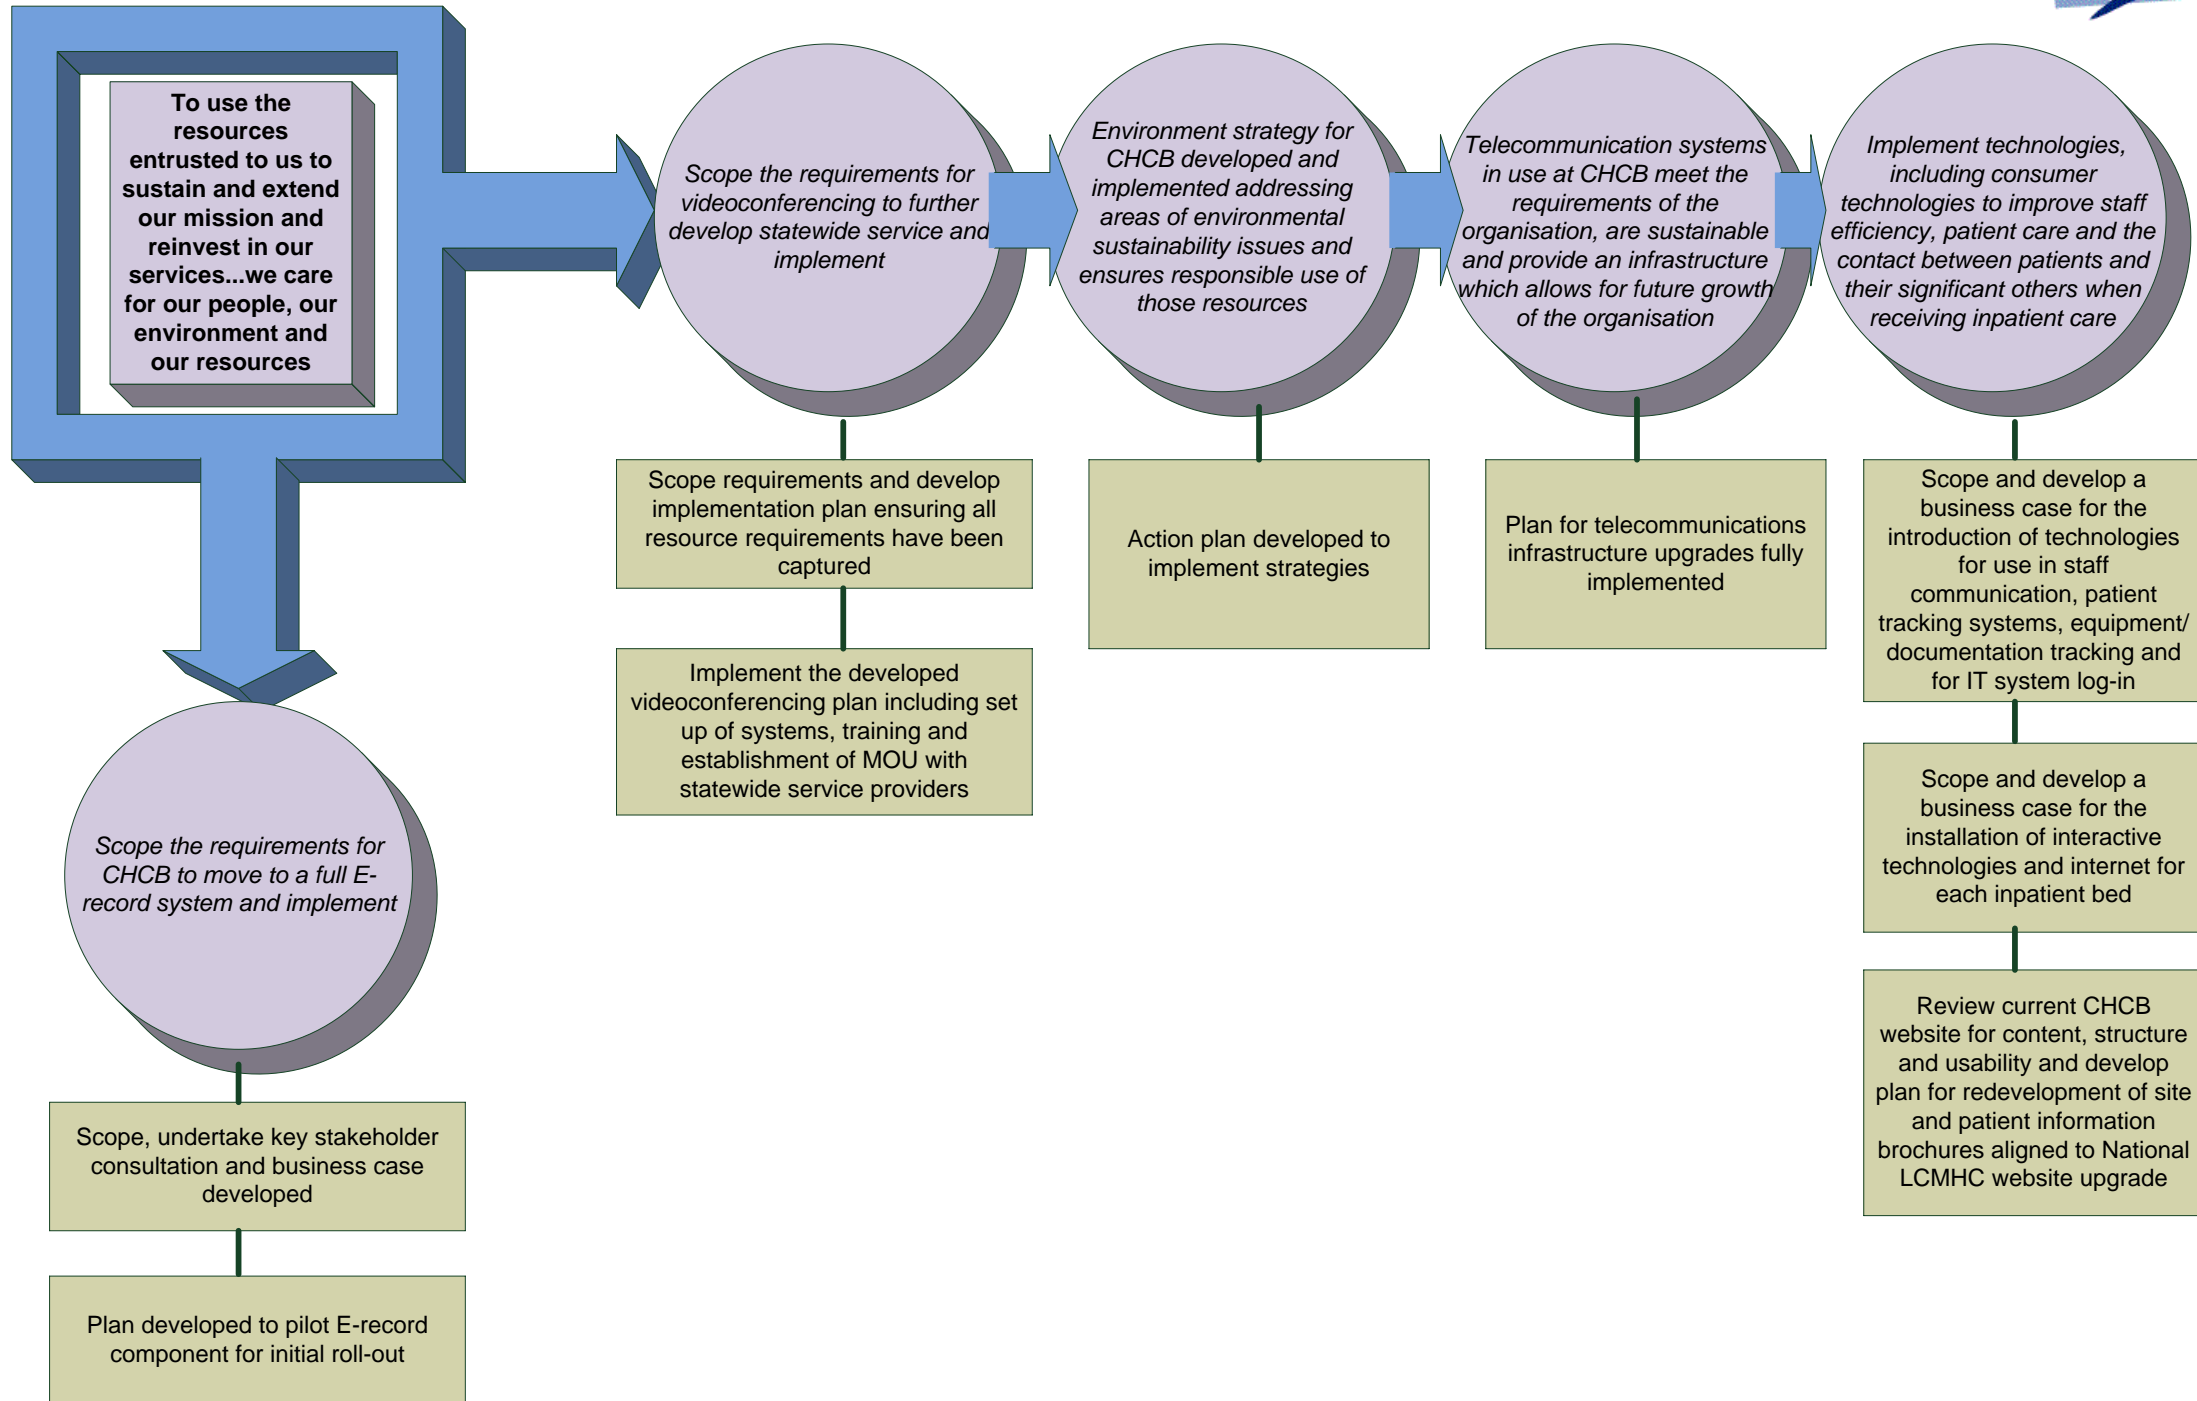 To use the
resources
entrusted to us to
sustain and extend
our mission and
reinvest in our
services...we care
for our people, our
environment and
our resources
Scope the requirements for
videoconferencing to further
develop statewide service and
implement
Environment strategy for
CHCB developed and
implemented addressing
areas of environmental
sustainability issues and
ensures responsible use of
those resources
Telecommunication systems
in use at CHCB meet the
requirements of the
organisation, are sustainable
and provide an infrastructure
which allows for future growth
of the organisation
Implement technologies,
including consumer
technologies to improve staff
efficiency, patient care and the
contact between patients and
their significant others when
receiving inpatient care
Scope requirements and develop
implementation plan ensuring all
resource requirements have been
captured
Implement the developed
videoconferencing plan including set
up of systems, training and
establishment of MOU with
statewide service providers
Action plan developed to
implement strategies
Plan for telecommunications
infrastructure upgrades fully
implemented
Scope and develop a
business case for the
introduction of technologies
for use in staff
communication, patient
tracking systems, equipment/
documentation tracking and
for IT system log-in
Scope and develop a
business case for the
installation of interactive
technologies and internet for
each inpatient bed
Review current CHCB
website for content, structure
and usability and develop
plan for redevelopment of site
and patient information
brochures aligned to National
LCMHC website upgrade
Scope the requirements for
CHCB to move to a full E-
record system and implement
Scope, undertake key stakeholder
consultation and business case
developed
Plan developed to pilot E-record
component for initial roll-out